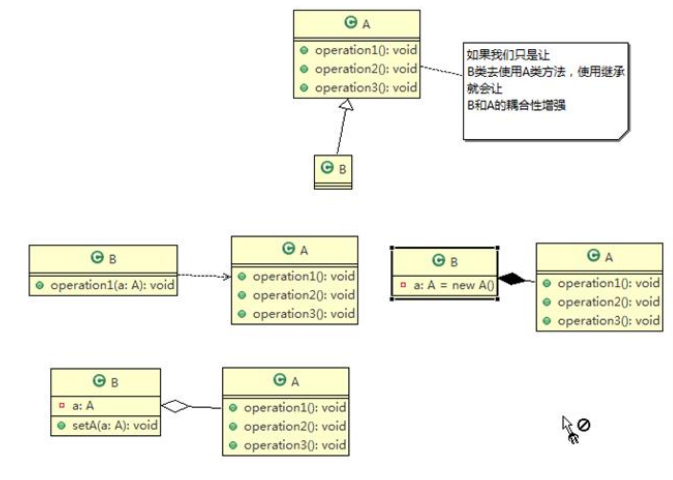 A
operation1(): void
operation2(): void
operation3(): void
如果我们只是让
B类去使用A类方法，使用继承
就会让
B和A的耦合性增强
B
B
operation1(a: A): void
A
operation1(): void
operation2(): void
operation3(): void
B
a: A = new A()
A
operation1(): void
operation2(): void
operation3(): void
B
a: A
setA(a: A): void
A
operation1(): void
operation2(): void
operation3(): void